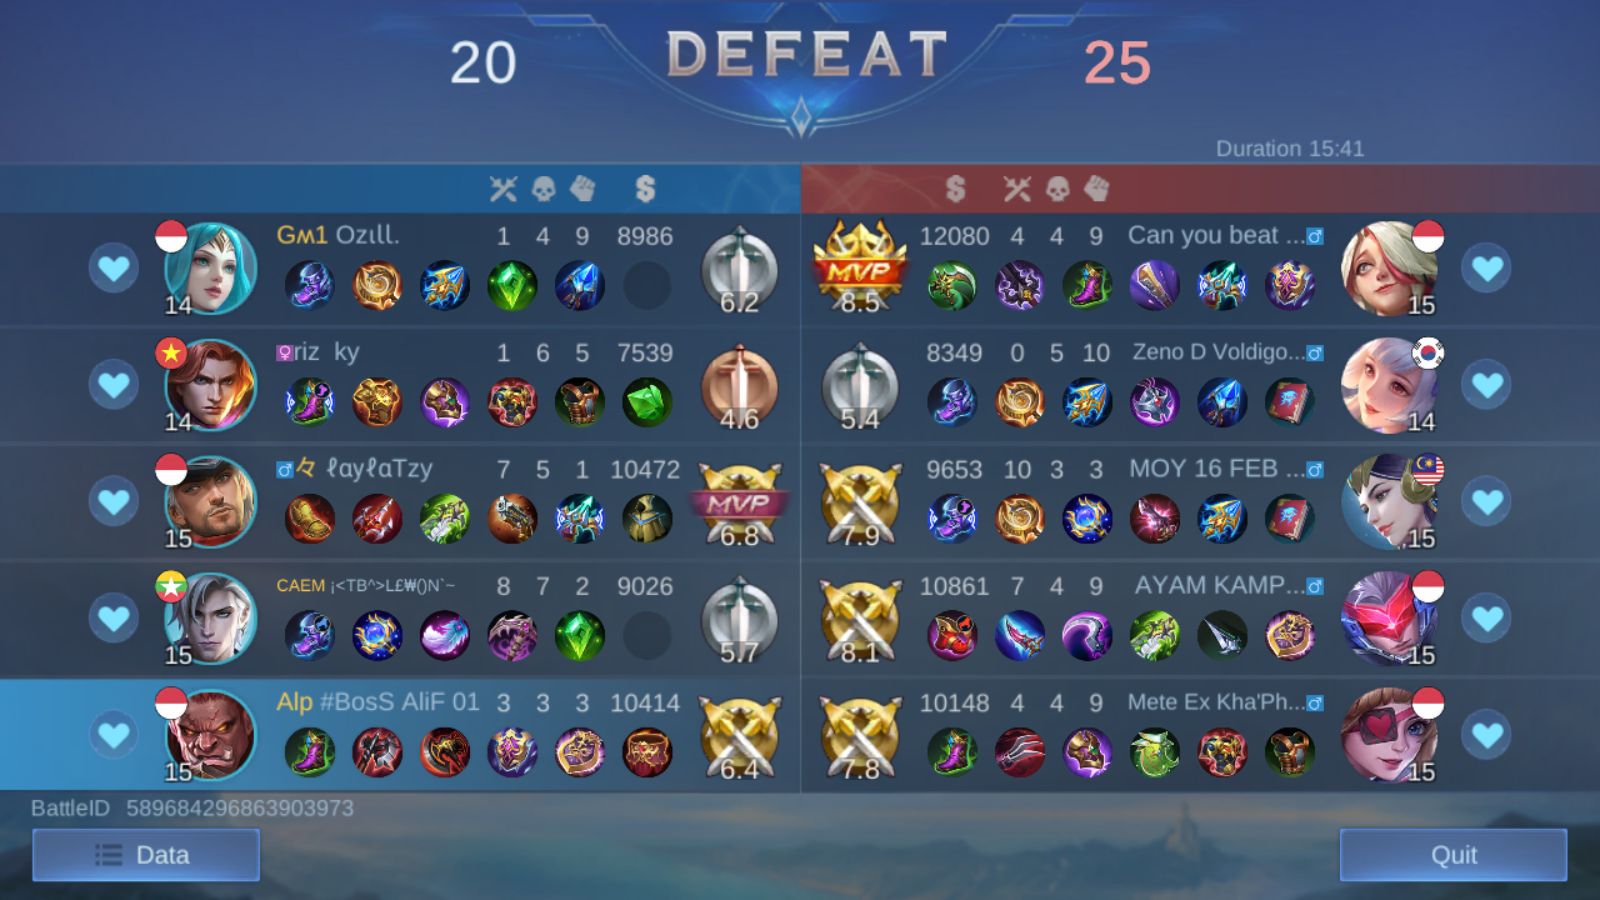 20 DEFEAT 25
Duration 15:41
Gᴍ1 Ozıll. 1 4 9 8986 6.2
14
MVP 8.5 12080 4 4 9 Can you beat ...♂
15
♀riz ky 1 6 5 7539 4.6
14
5.4 8349 0 5 10 Zeno D Voldigo...♂
14
♂々 ℓayℓaTzy 7 5 1 10472 MVP 6.8
15
7.9 9653 10 3 3 MOY 16 FEB ...♂
15
CAEM ¡<TB^>L£₩()N`~ 8 7 2 9026 5.7
15
8.1 10861 7 4 9 AYAM KAMP...♂
15
Alp #BosS AliF 01 3 3 3 10414 6.4
15
7.8 10148 4 4 9 Mete Ex Kha'Ph...♂
15
BattleID 589684296863903973
Data
Quit